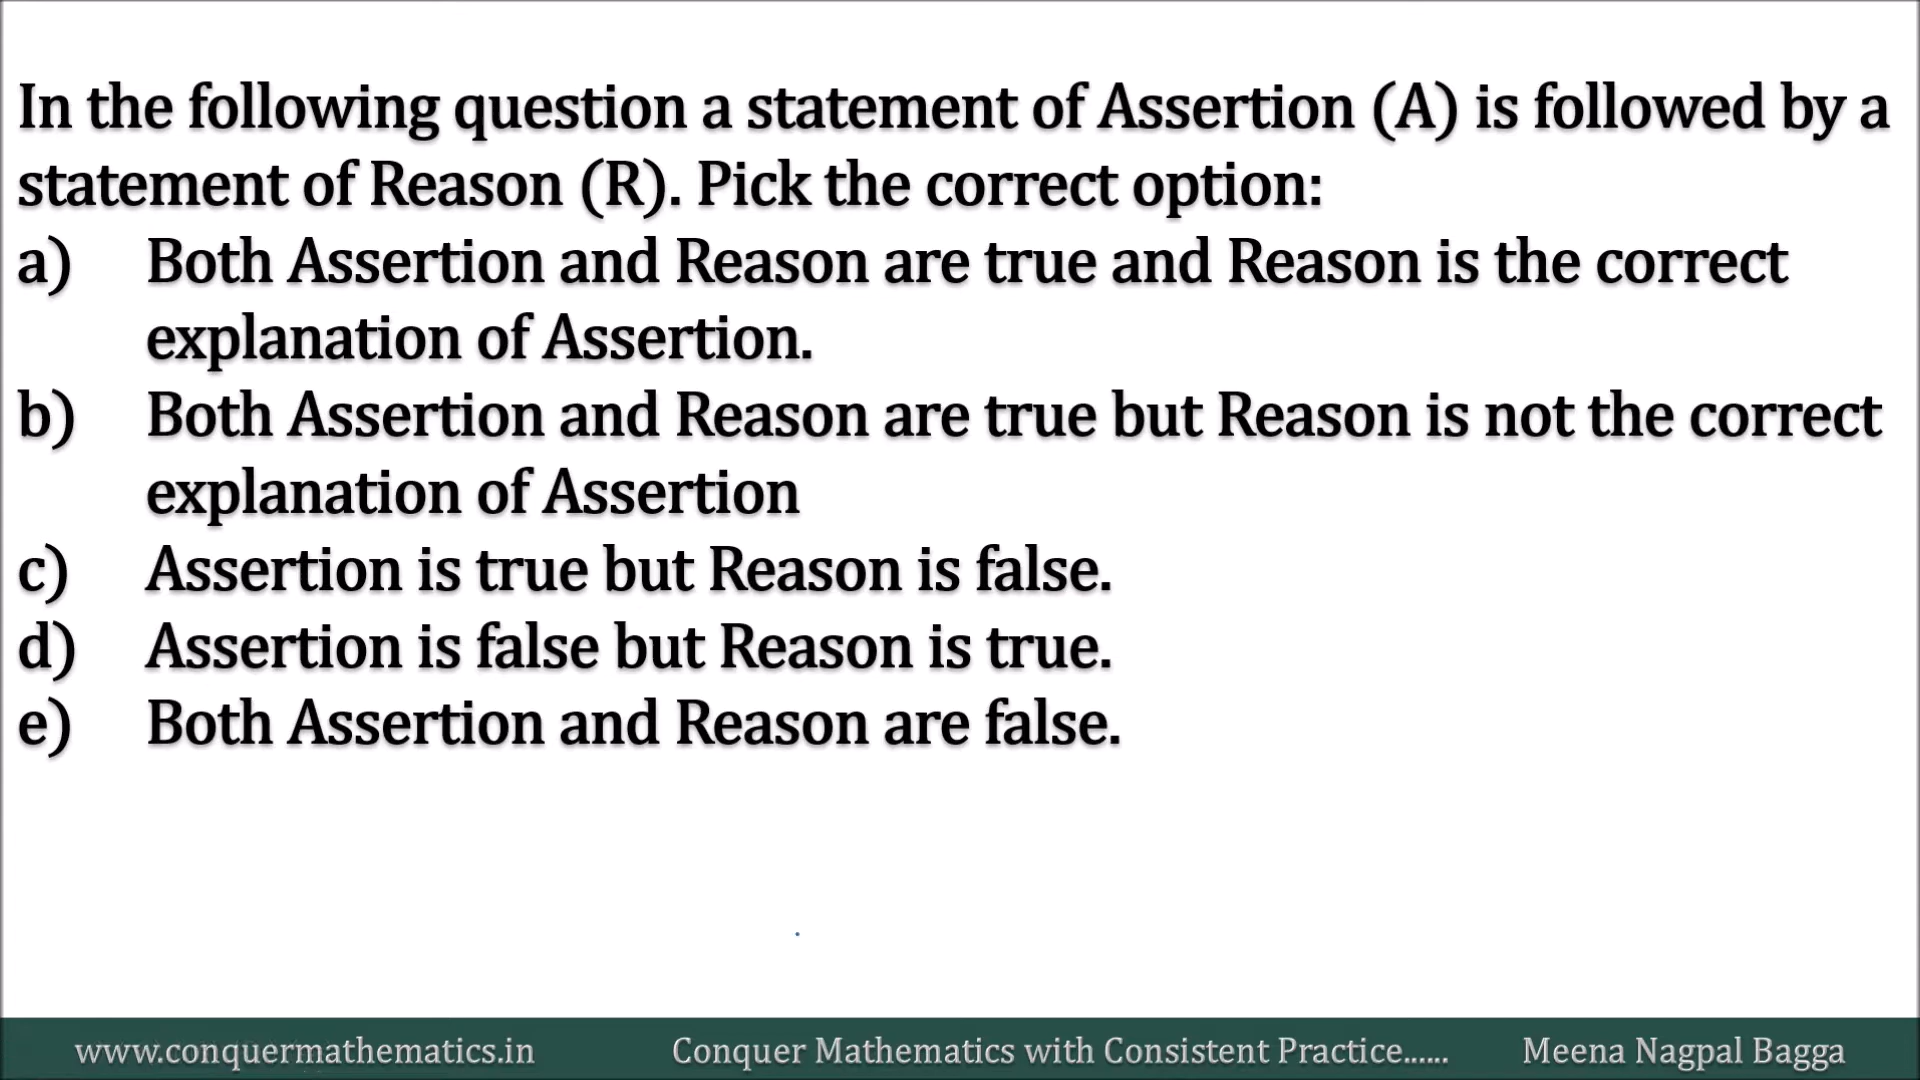 In the following question a statement of Assertion (A) is followed by a
statement of Reason (R). Pick the correct option:
a) Both Assertion and Reason are true and Reason is the correct
explanation of Assertion.
b) Both Assertion and Reason are true but Reason is not the correct
explanation of Assertion
c) Assertion is true but Reason is false.
d) Assertion is false but Reason is true.
e) Both Assertion and Reason are false.
www.conquermathematics.in Conquer Mathematics with Consistent Practice...... Meena Nagpal Bagga